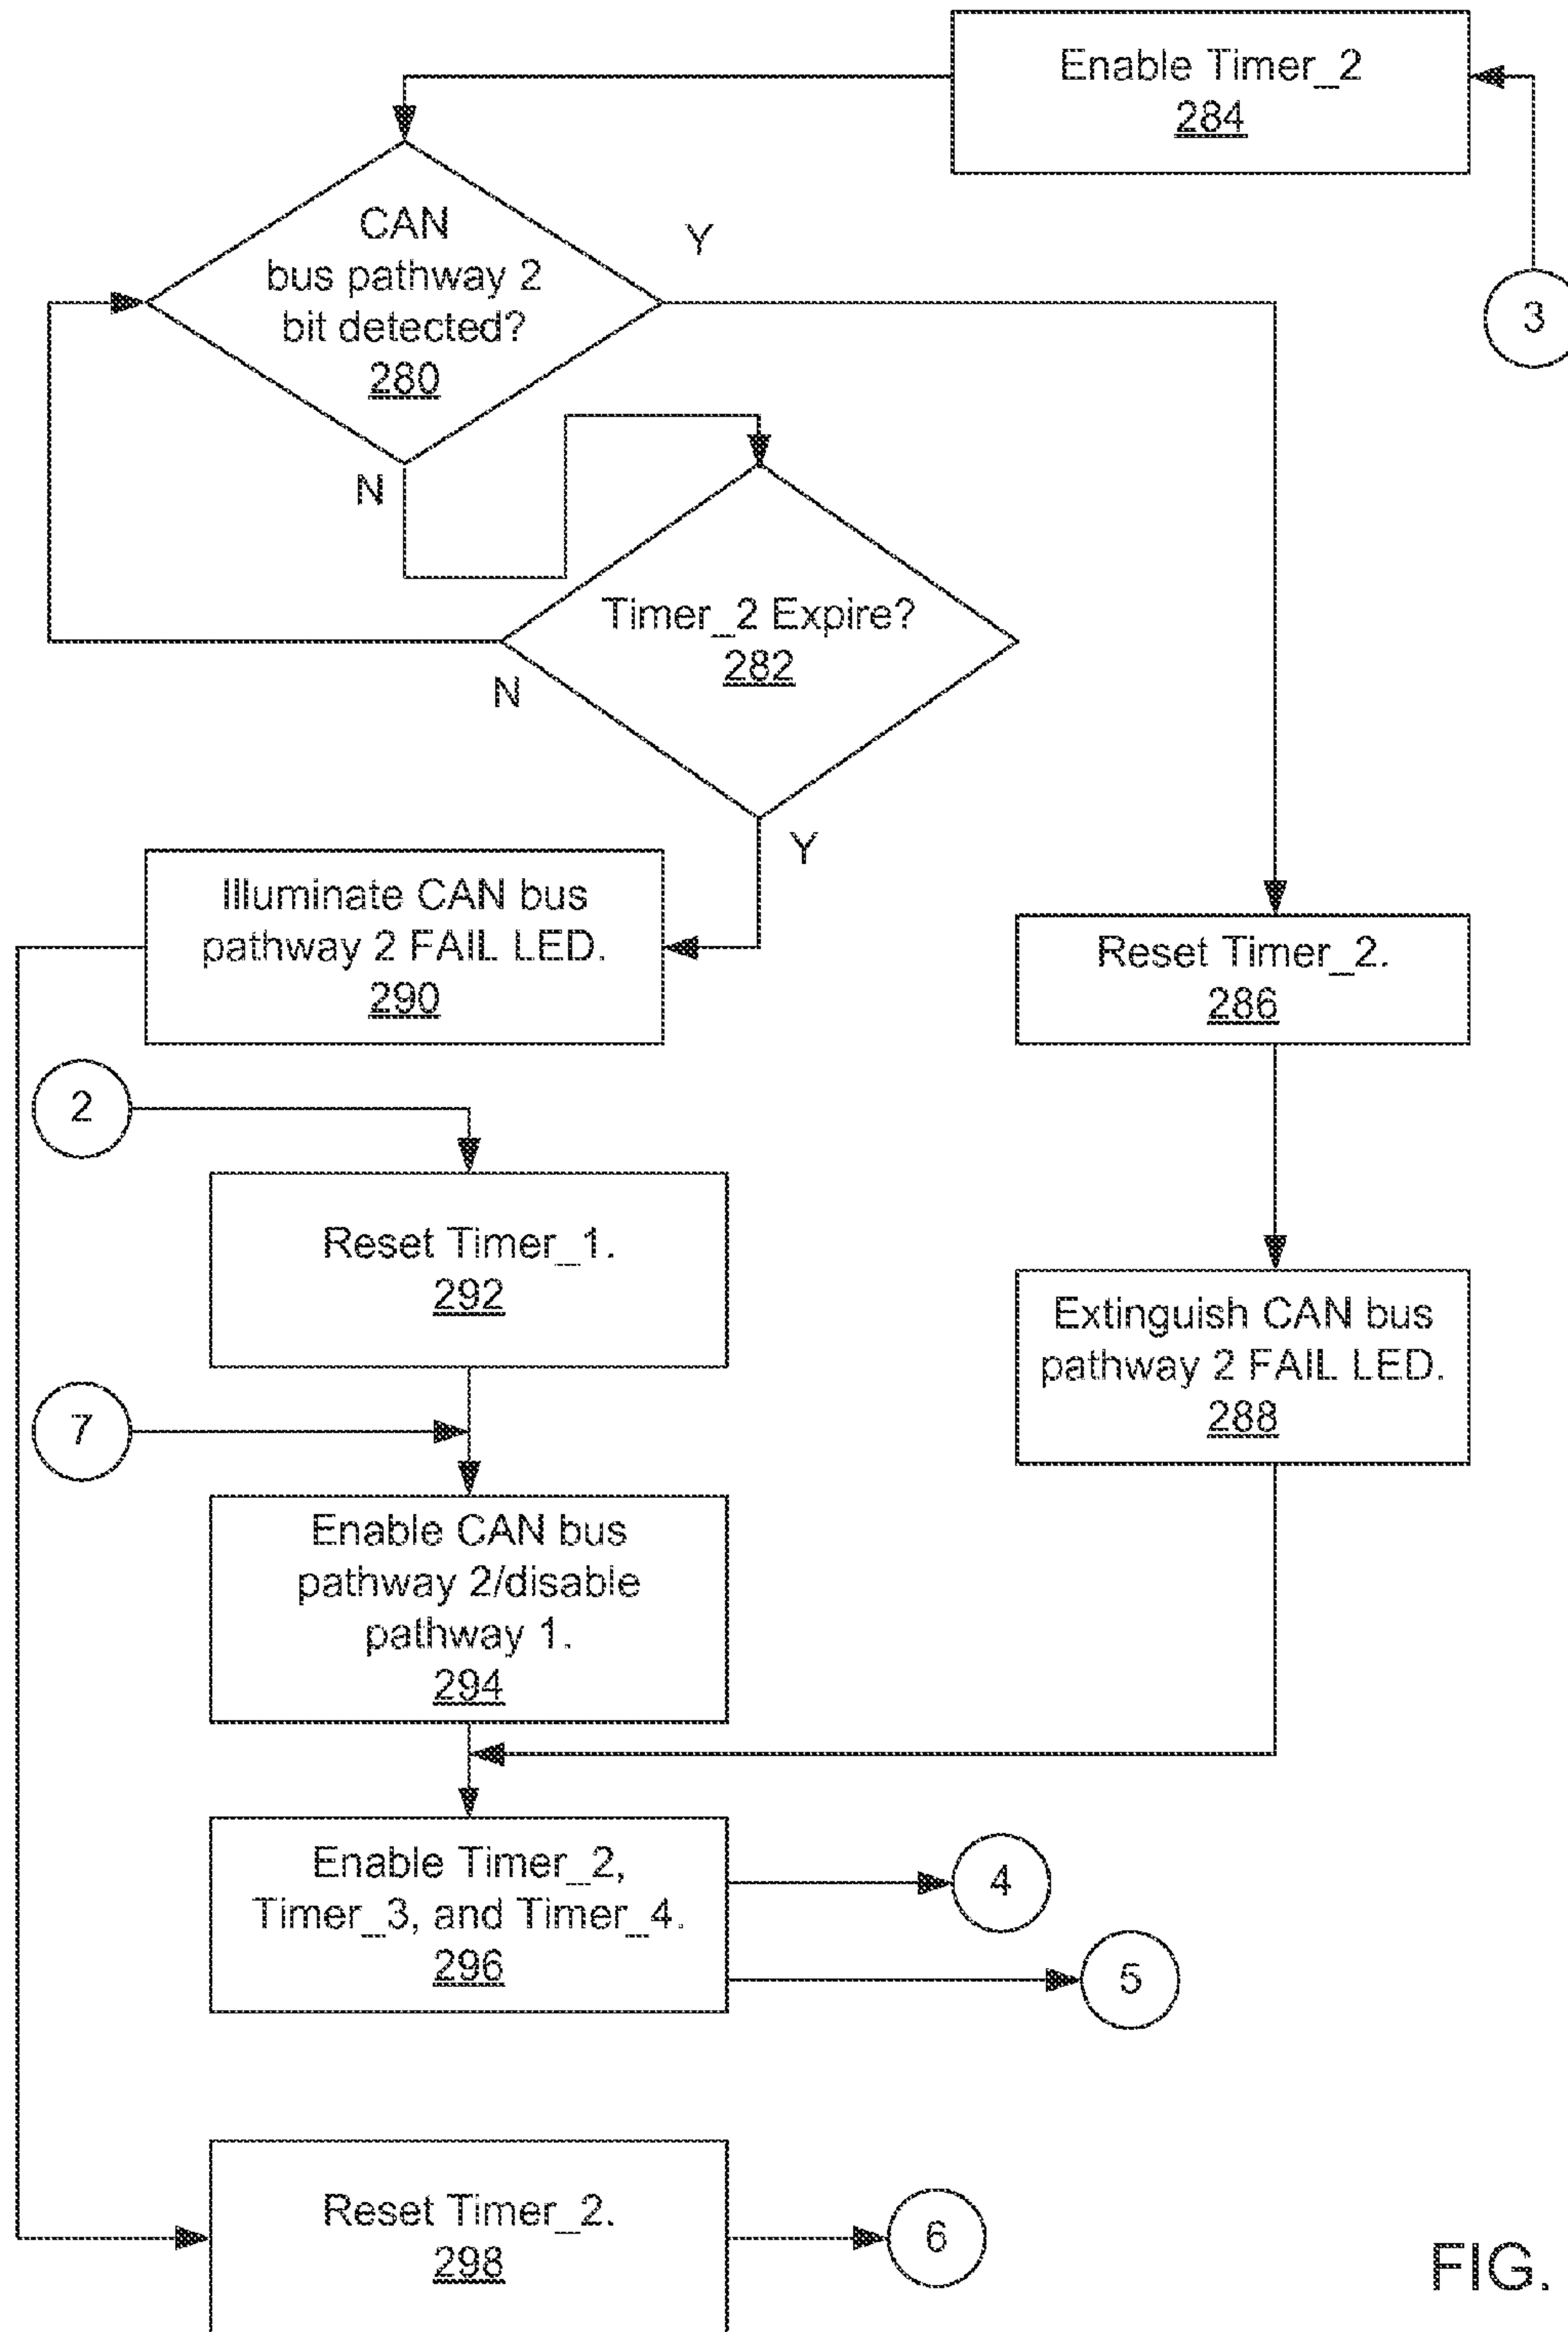 Enable Timer_2
284
CAN
bus pathway 2
bit detected?
280
Y
3
N
Timer_2 Expire?
282
N
Y
Illuminate CAN bus
pathway 2 FAIL LED.
290
Reset Timer_2.
286
2
Reset Timer_1.
292
Extinguish CAN bus
pathway 2 FAIL LED.
288
7
Enable CAN bus
pathway 2/disable
pathway 1.
294
Enable Timer_2,
Timer_3, and Timer_4.
296
4
5
Reset Timer_2.
298
6
FIG.